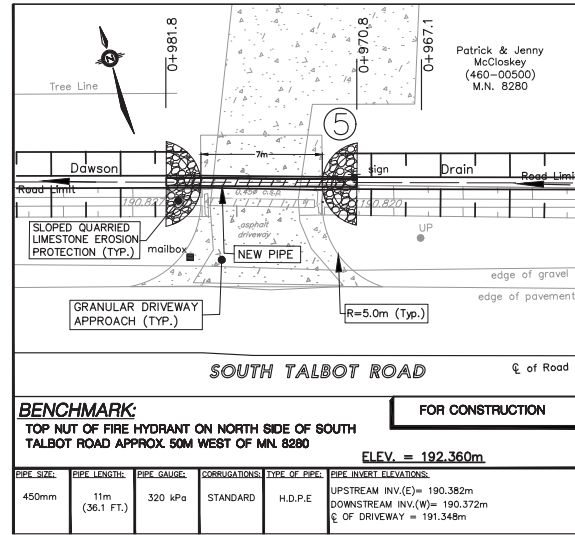 0+981.8
0+970.8
0+967.1
Patrick & Jenny
McCloskey
(460-00500)
M.N. 8280
Tree Line
5
7m
Dawson
sign
Drain
Road Limit
Road Limi
190.827
0.45ø C.S.P.
190.820
SLOPED QUARRIED
LIMESTONE EROSION
PROTECTION (TYP.)
asphalt
driveway
UP
mailbox
NEW PIPE
edge of gravel
GRANULAR DRIVEWAY
APPROACH (TYP.)
R=5.0m (Typ.)
edge of pavement
SOUTH TALBOT ROAD
℄ of Road
BENCHMARK:
FOR CONSTRUCTION
TOP NUT OF FIRE HYDRANT ON NORTH SIDE OF SOUTH
TALBOT ROAD APPROX. 50M WEST OF MN. 8280
ELEV. = 192.360m
PIPE SIZE: PIPE LENGTH: PIPE GAUGE: CORRUGATIONS: TYPE OF PIPE: PIPE INVERT ELEVATIONS:
450mm 11m (36.1 FT.) 320 kPa STANDARD H.D.P.E
UPSTREAM INV.(E)= 190.382m
DOWNSTREAM INV.(W)= 190.372m
℄ OF DRIVEWAY = 191.348m